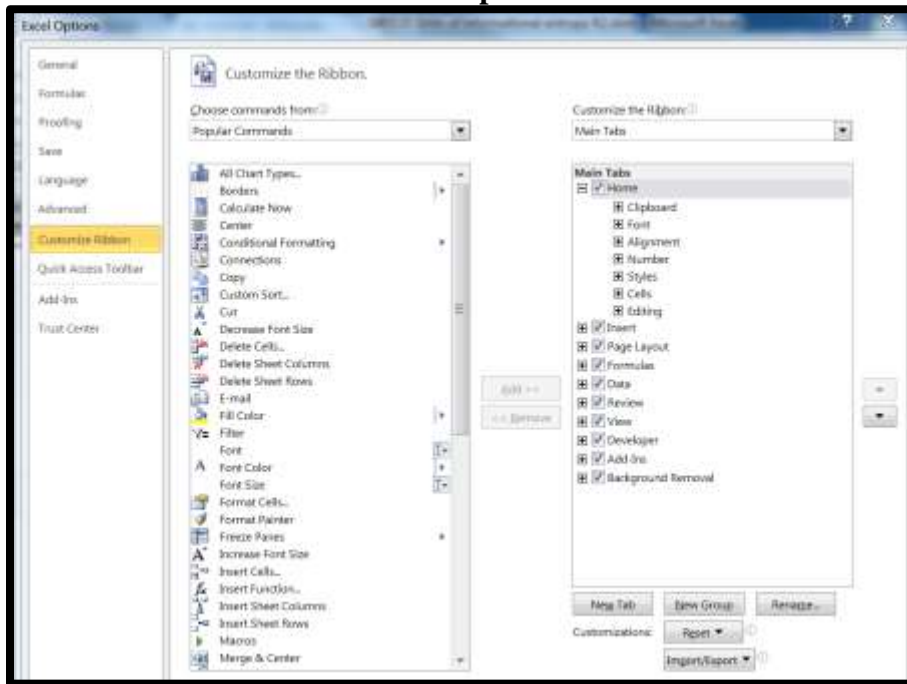 Excel Options
General
Formulas
Proofing
Save
Language
Advanced
Customize Ribbon
Quick Access Toolbar
Add-Ins
Trust Center
Customize the Ribbon.
Choose commands from:
Popular Commands
All Chart Types...
Borders
Calculate Now
Center
Conditional Formatting
Connections
Copy
Custom Sort...
Cut
Decrease Font Size
Delete Cells...
Delete Sheet Columns
Delete Sheet Rows
E-mail
Fill Color
Filter
Font
Font Color
Font Size
Format Cells...
Format Painter
Freeze Panes
Increase Font Size
Insert Cells...
Insert Function...
Insert Sheet Columns
Insert Sheet Rows
Macros
Merge & Center
Add >>
<< Remove
Customize the Ribbon:
Main Tabs
Main Tabs
Home
Clipboard
Font
Alignment
Number
Styles
Cells
Editing
Insert
Page Layout
Formulas
Data
Review
View
Developer
Add-Ins
Background Removal
New Tab New Group Rename...
Customizations: Reset
Import/Export